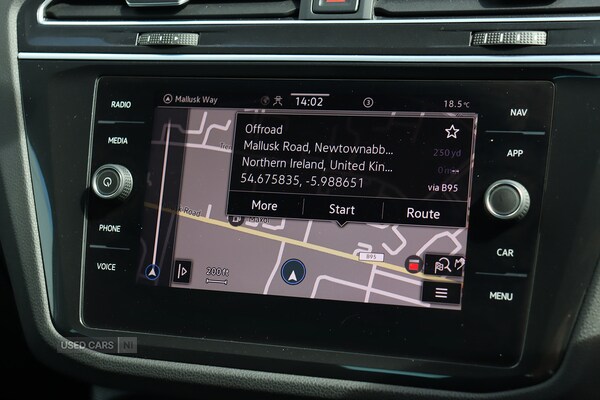 RADIO
MEDIA
PHONE
VOICE
Mallusk Way
14:02
3
18.5°C
Offroad
Mallusk Road, Newtownabb...
250 yd
Northern Ireland, United Kin...
0 min
54.675835, -5.988651
via B95
More
Start
Route
Road
B95
200 ft
NAV
APP
CAR
MENU
USED CARS NI